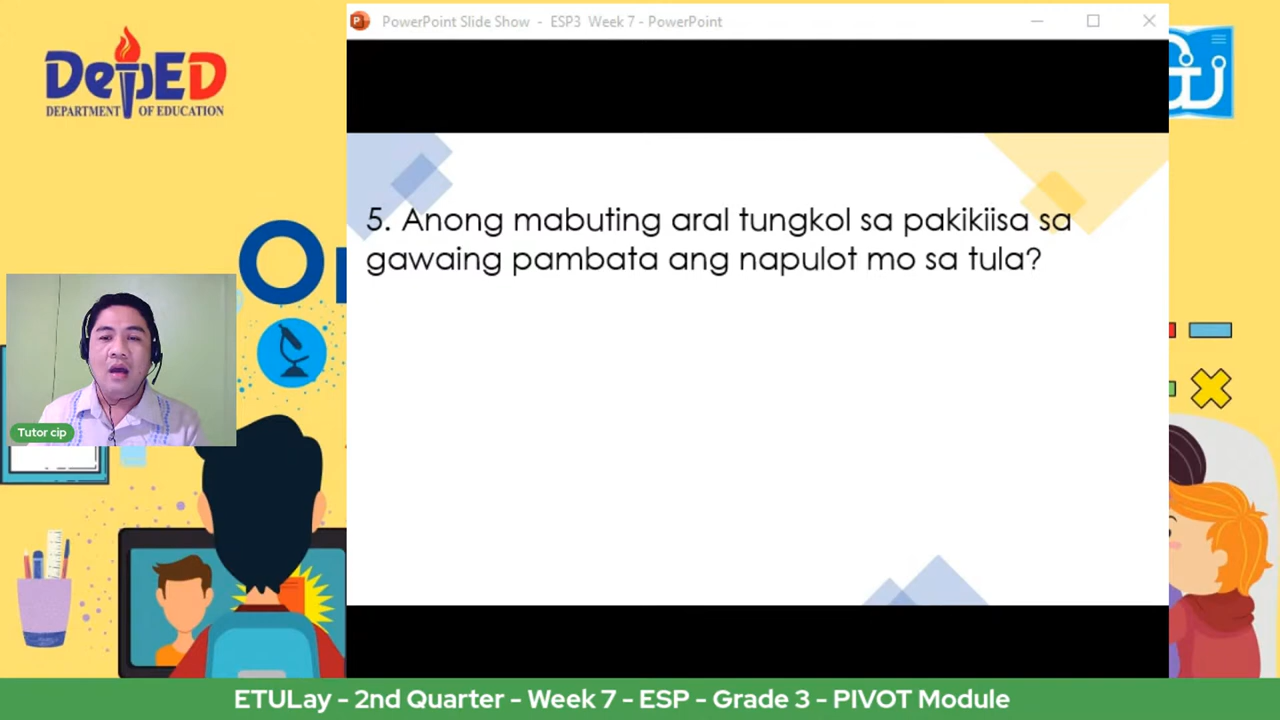 PowerPoint Slide Show - ESP3 Week 7 - PowerPoint
DepED
DEPARTMENT OF EDUCATION
5. Anong mabuting aral tungkol sa pakikiisa sa
gawaing pambata ang napulot mo sa tula?
Tutor cip
ETULay - 2nd Quarter - Week 7 - ESP - Grade 3 - PIVOT Module